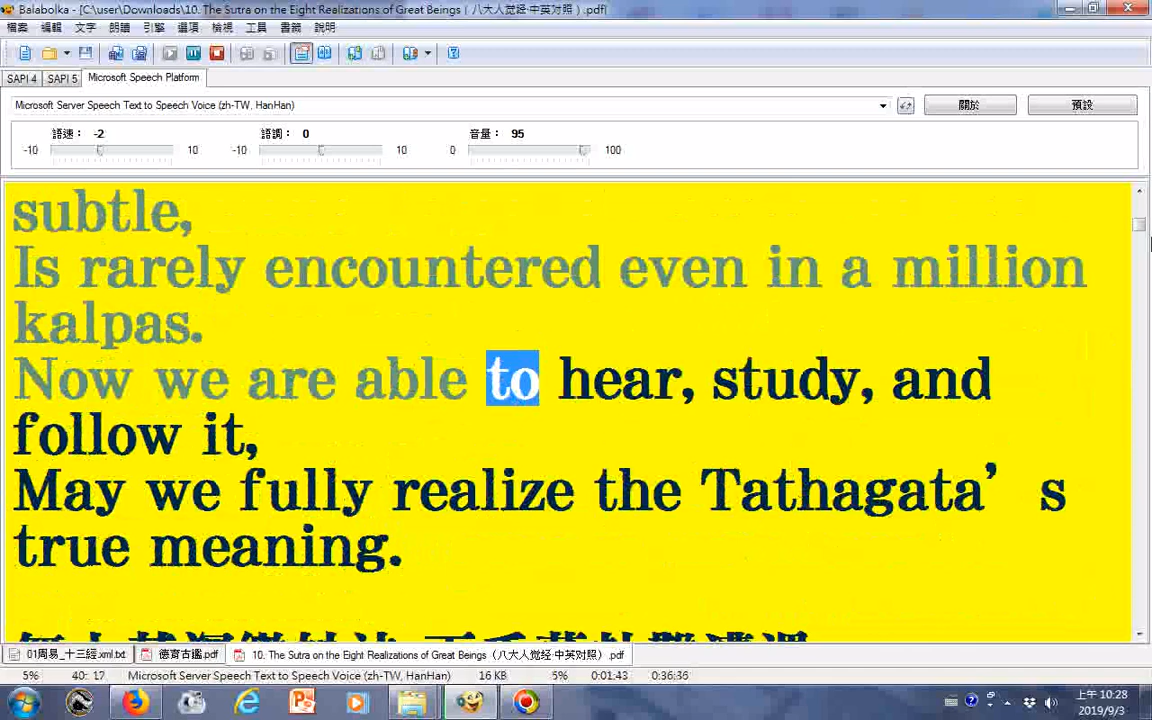 Balabolka - [C:\user\Downloads\10. The Sutra on the Eight Realizations of Great Beings (八大人觉经·中英对照).pdf]
檔案 編輯 文字 朗讀 引擎 選項 檢視 工具 書籤 說明
SAPI 4 SAPI 5 Microsoft Speech Platform
Microsoft Server Speech Text to Speech Voice (zh-TW, HanHan) 關於 預設
語速: -2 語調: 0 音量: 95
-10 10 -10 10 0 100
subtle,
Is rarely encountered even in a million
kalpas.
Now we are able to hear, study, and
follow it,
May we fully realize the Tathagata’s
true meaning.
01周易_十三經.xml.txt 德育古鑑.pdf 10. The Sutra on the Eight Realizations of Great Beings (八大人觉经·中英对照).pdf
5% 40: 17 Microsoft Server Speech Text to Speech Voice (zh-TW, HanHan) 16 KB 5% 0:01:43 0:36:36
上午 10:28
2019/9/3